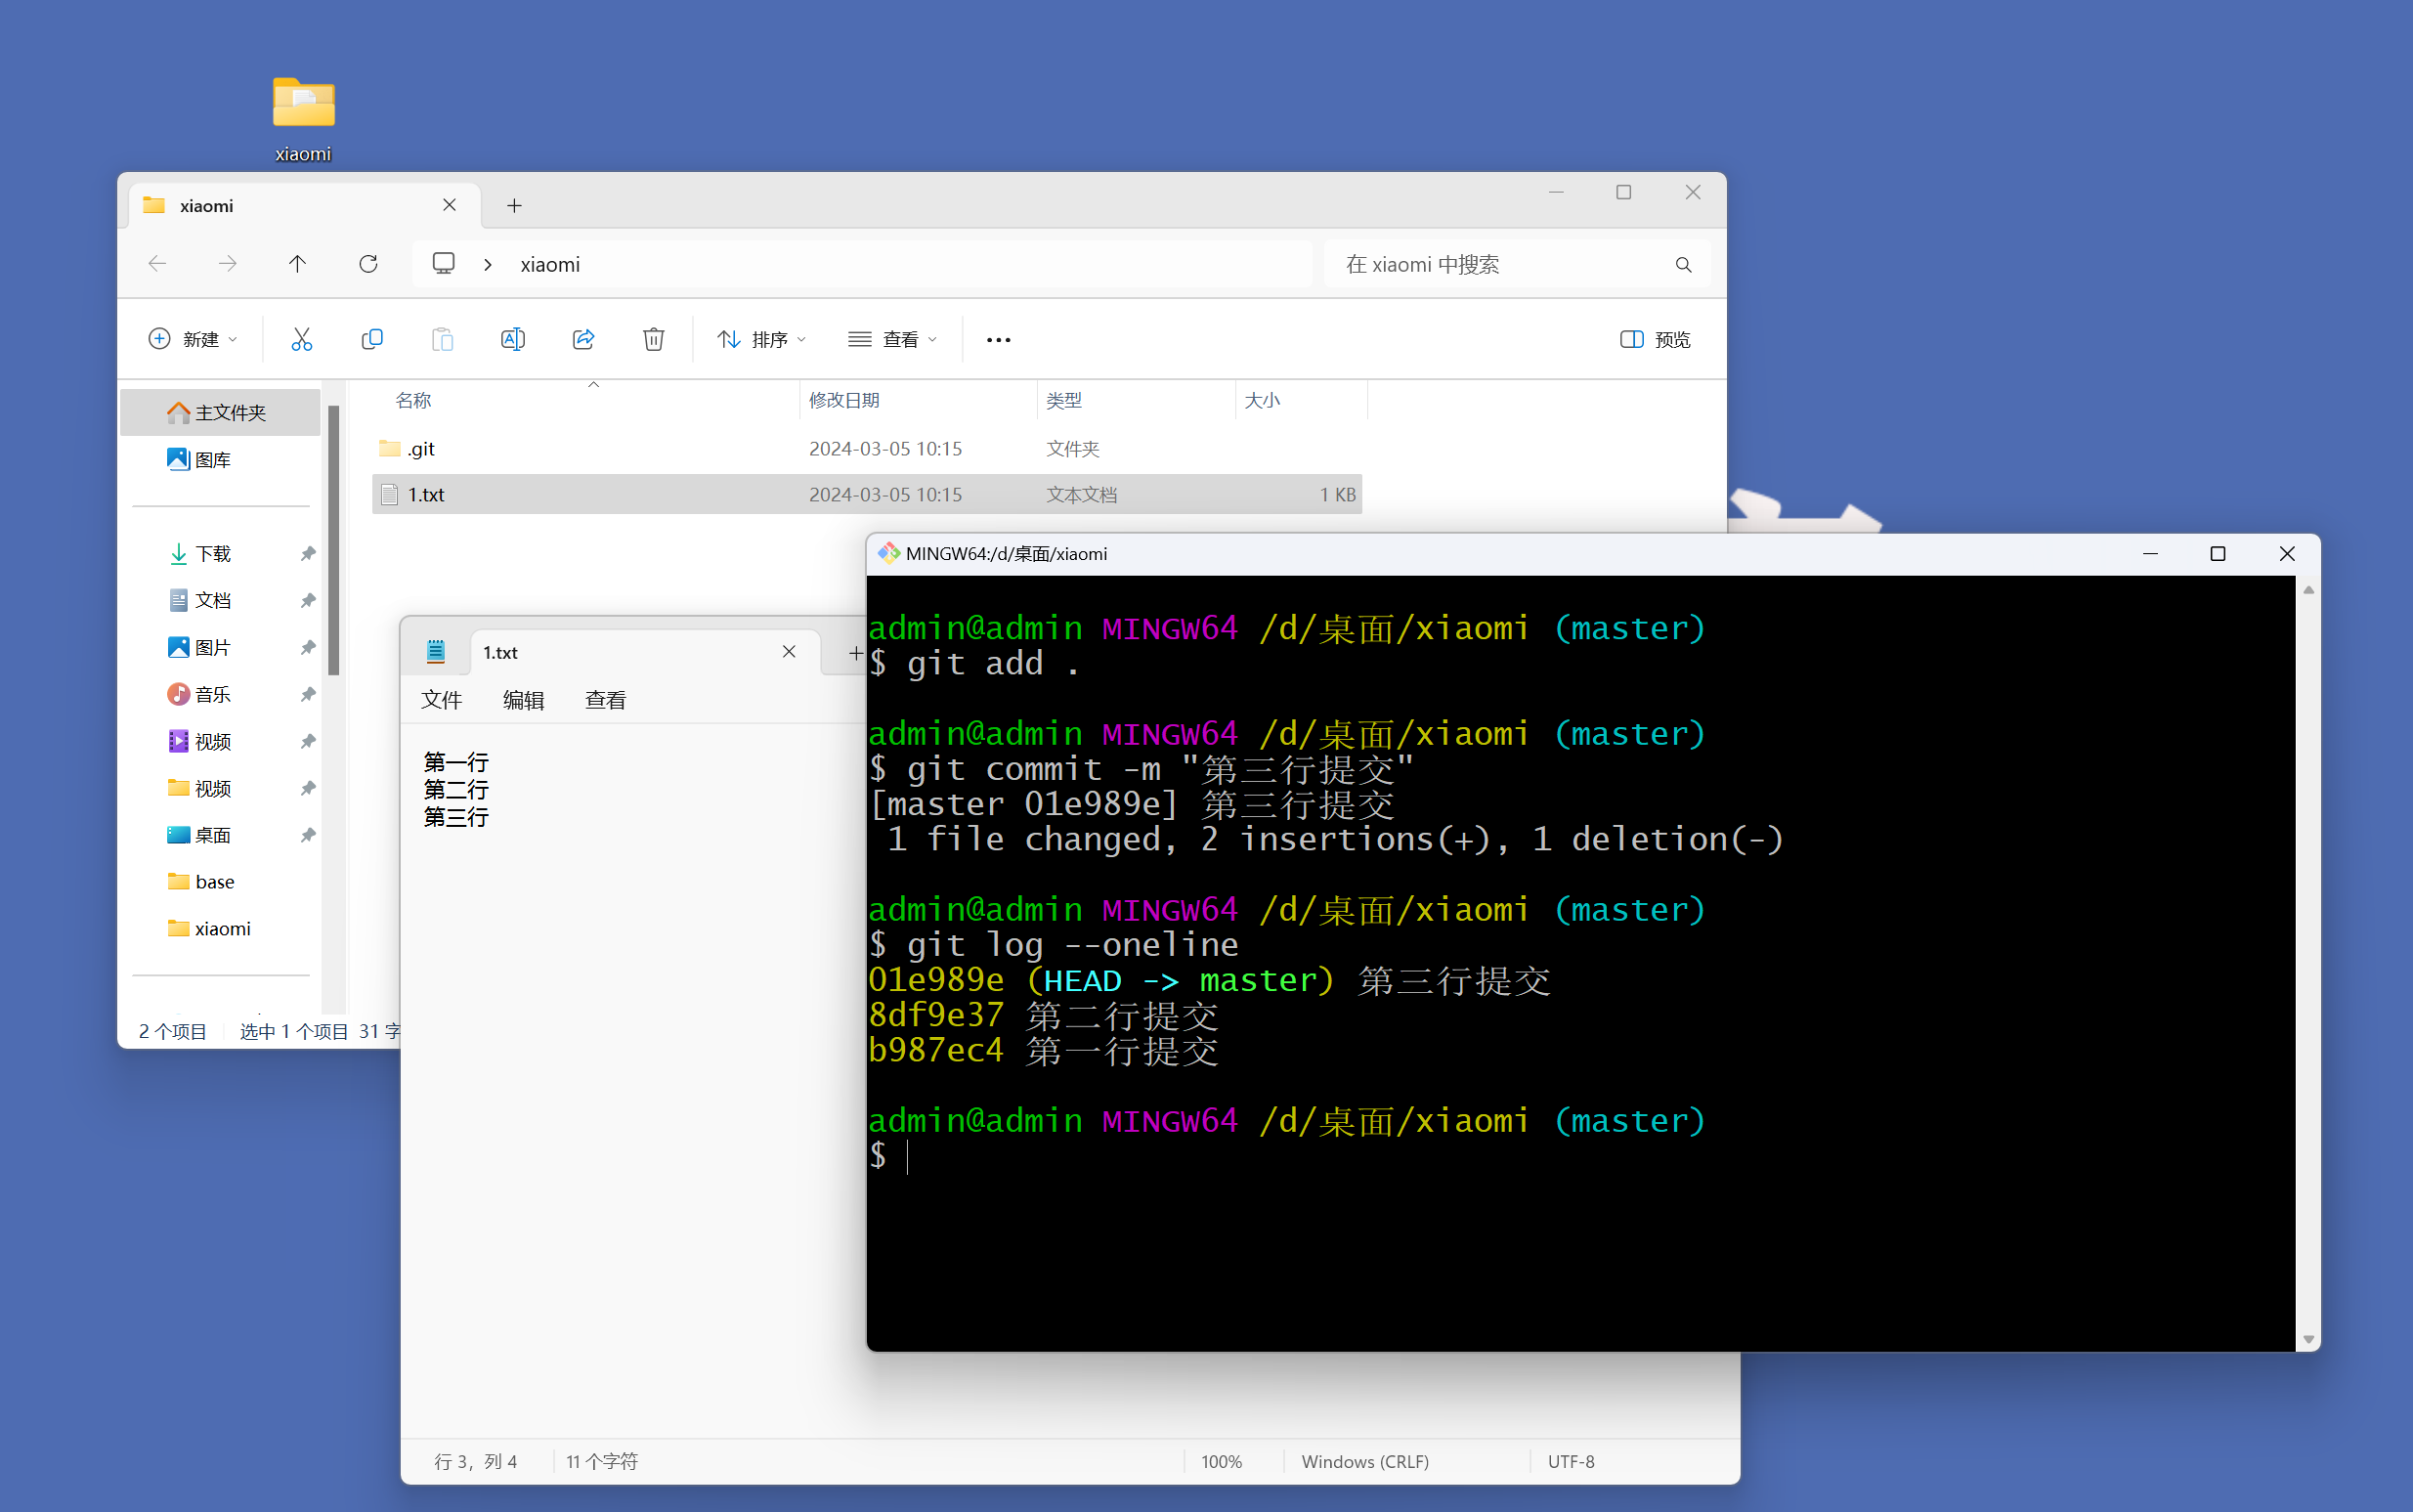 xiaomi
xiaomi
xiaomi
在 xiaomi 中搜索
新建
排序
查看
预览
名称 修改日期 类型 大小
.git 2024-03-05 10:15 文件夹
1.txt 2024-03-05 10:15 文本文档 1 KB
主文件夹
图库
下载
文档
图片
音乐
视频
视频
桌面
base
xiaomi
2 个项目 选中 1 个项目 31 字
1.txt
文件 编辑 查看
第一行
第二行
第三行
行 3，列 4 11 个字符 100% Windows (CRLF) UTF-8
MINGW64:/d/桌面/xiaomi
admin@admin MINGW64 /d/桌面/xiaomi (master)
$ git add .
admin@admin MINGW64 /d/桌面/xiaomi (master)
$ git commit -m "第三行提交"
[master 01e989e] 第三行提交
1 file changed, 2 insertions(+), 1 deletion(-)
admin@admin MINGW64 /d/桌面/xiaomi (master)
$ git log --oneline
01e989e (HEAD -> master) 第三行提交
8df9e37 第二行提交
b987ec4 第一行提交
admin@admin MINGW64 /d/桌面/xiaomi (master)
$